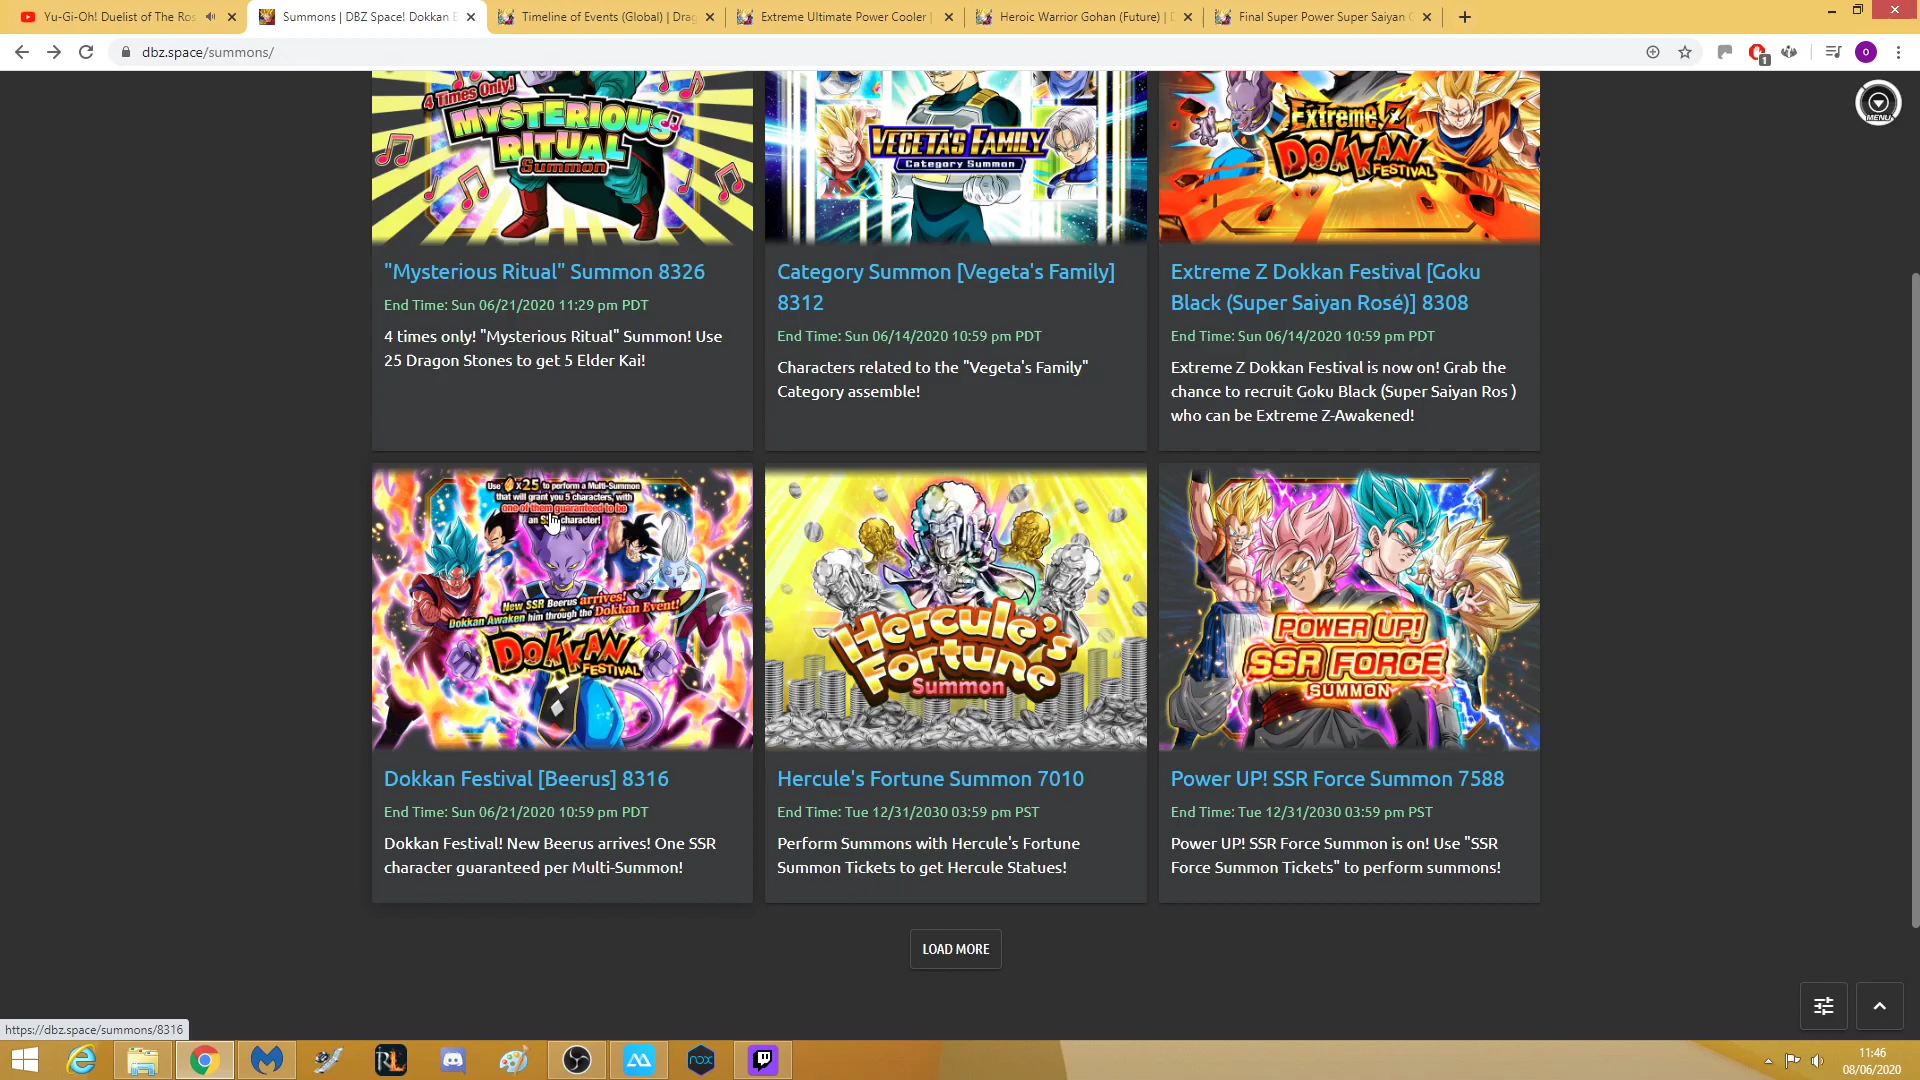 Yu-Gi-Oh! Duelist of The Ros
Summons | DBZ Space! Dokkan B
Timeline of Events (Global) | Drag
Extreme Ultimate Power Cooler |
Heroic Warrior Gohan (Future) | D
Final Super Power Super Saiyan G
dbz.space/summons/
1
o
MENU
4 Times Only!
MYSTERIOUS
RITUAL
Summon
VEGETA'S FAMILY
Category Summon
Extreme Z
DOKKAN
FESTIVAL
"Mysterious Ritual" Summon 8326
End Time: Sun 06/21/2020 11:29 pm PDT
4 times only! "Mysterious Ritual" Summon! Use
25 Dragon Stones to get 5 Elder Kai!
Category Summon [Vegeta's Family]
8312
End Time: Sun 06/14/2020 10:59 pm PDT
Characters related to the "Vegeta's Family"
Category assemble!
Extreme Z Dokkan Festival [Goku
Black (Super Saiyan Rosé)] 8308
End Time: Sun 06/14/2020 10:59 pm PDT
Extreme Z Dokkan Festival is now on! Grab the
chance to recruit Goku Black (Super Saiyan Ros )
who can be Extreme Z-Awakened!
Use x25 to perform a Multi-Summon
that will grant you 5 characters, with
one of them guaranteed to be
an character!
New SSR Beerus arrives!
Dokkan Awaken him through the Dokkan Event!
DOKKAN
FESTIVAL
Hercule's
Fortune
Summon
POWER UP!
SSR FORCE
SUMMON
Dokkan Festival [Beerus] 8316
End Time: Sun 06/21/2020 10:59 pm PDT
Dokkan Festival! New Beerus arrives! One SSR
character guaranteed per Multi-Summon!
Hercule's Fortune Summon 7010
End Time: Tue 12/31/2030 03:59 pm PST
Perform Summons with Hercule's Fortune
Summon Tickets to get Hercule Statues!
Power UP! SSR Force Summon 7588
End Time: Tue 12/31/2030 03:59 pm PST
Power UP! SSR Force Summon is on! Use "SSR
Force Summon Tickets" to perform summons!
LOAD MORE
https://dbz.space/summons/8316
RL
nox
11:46
08/06/2020